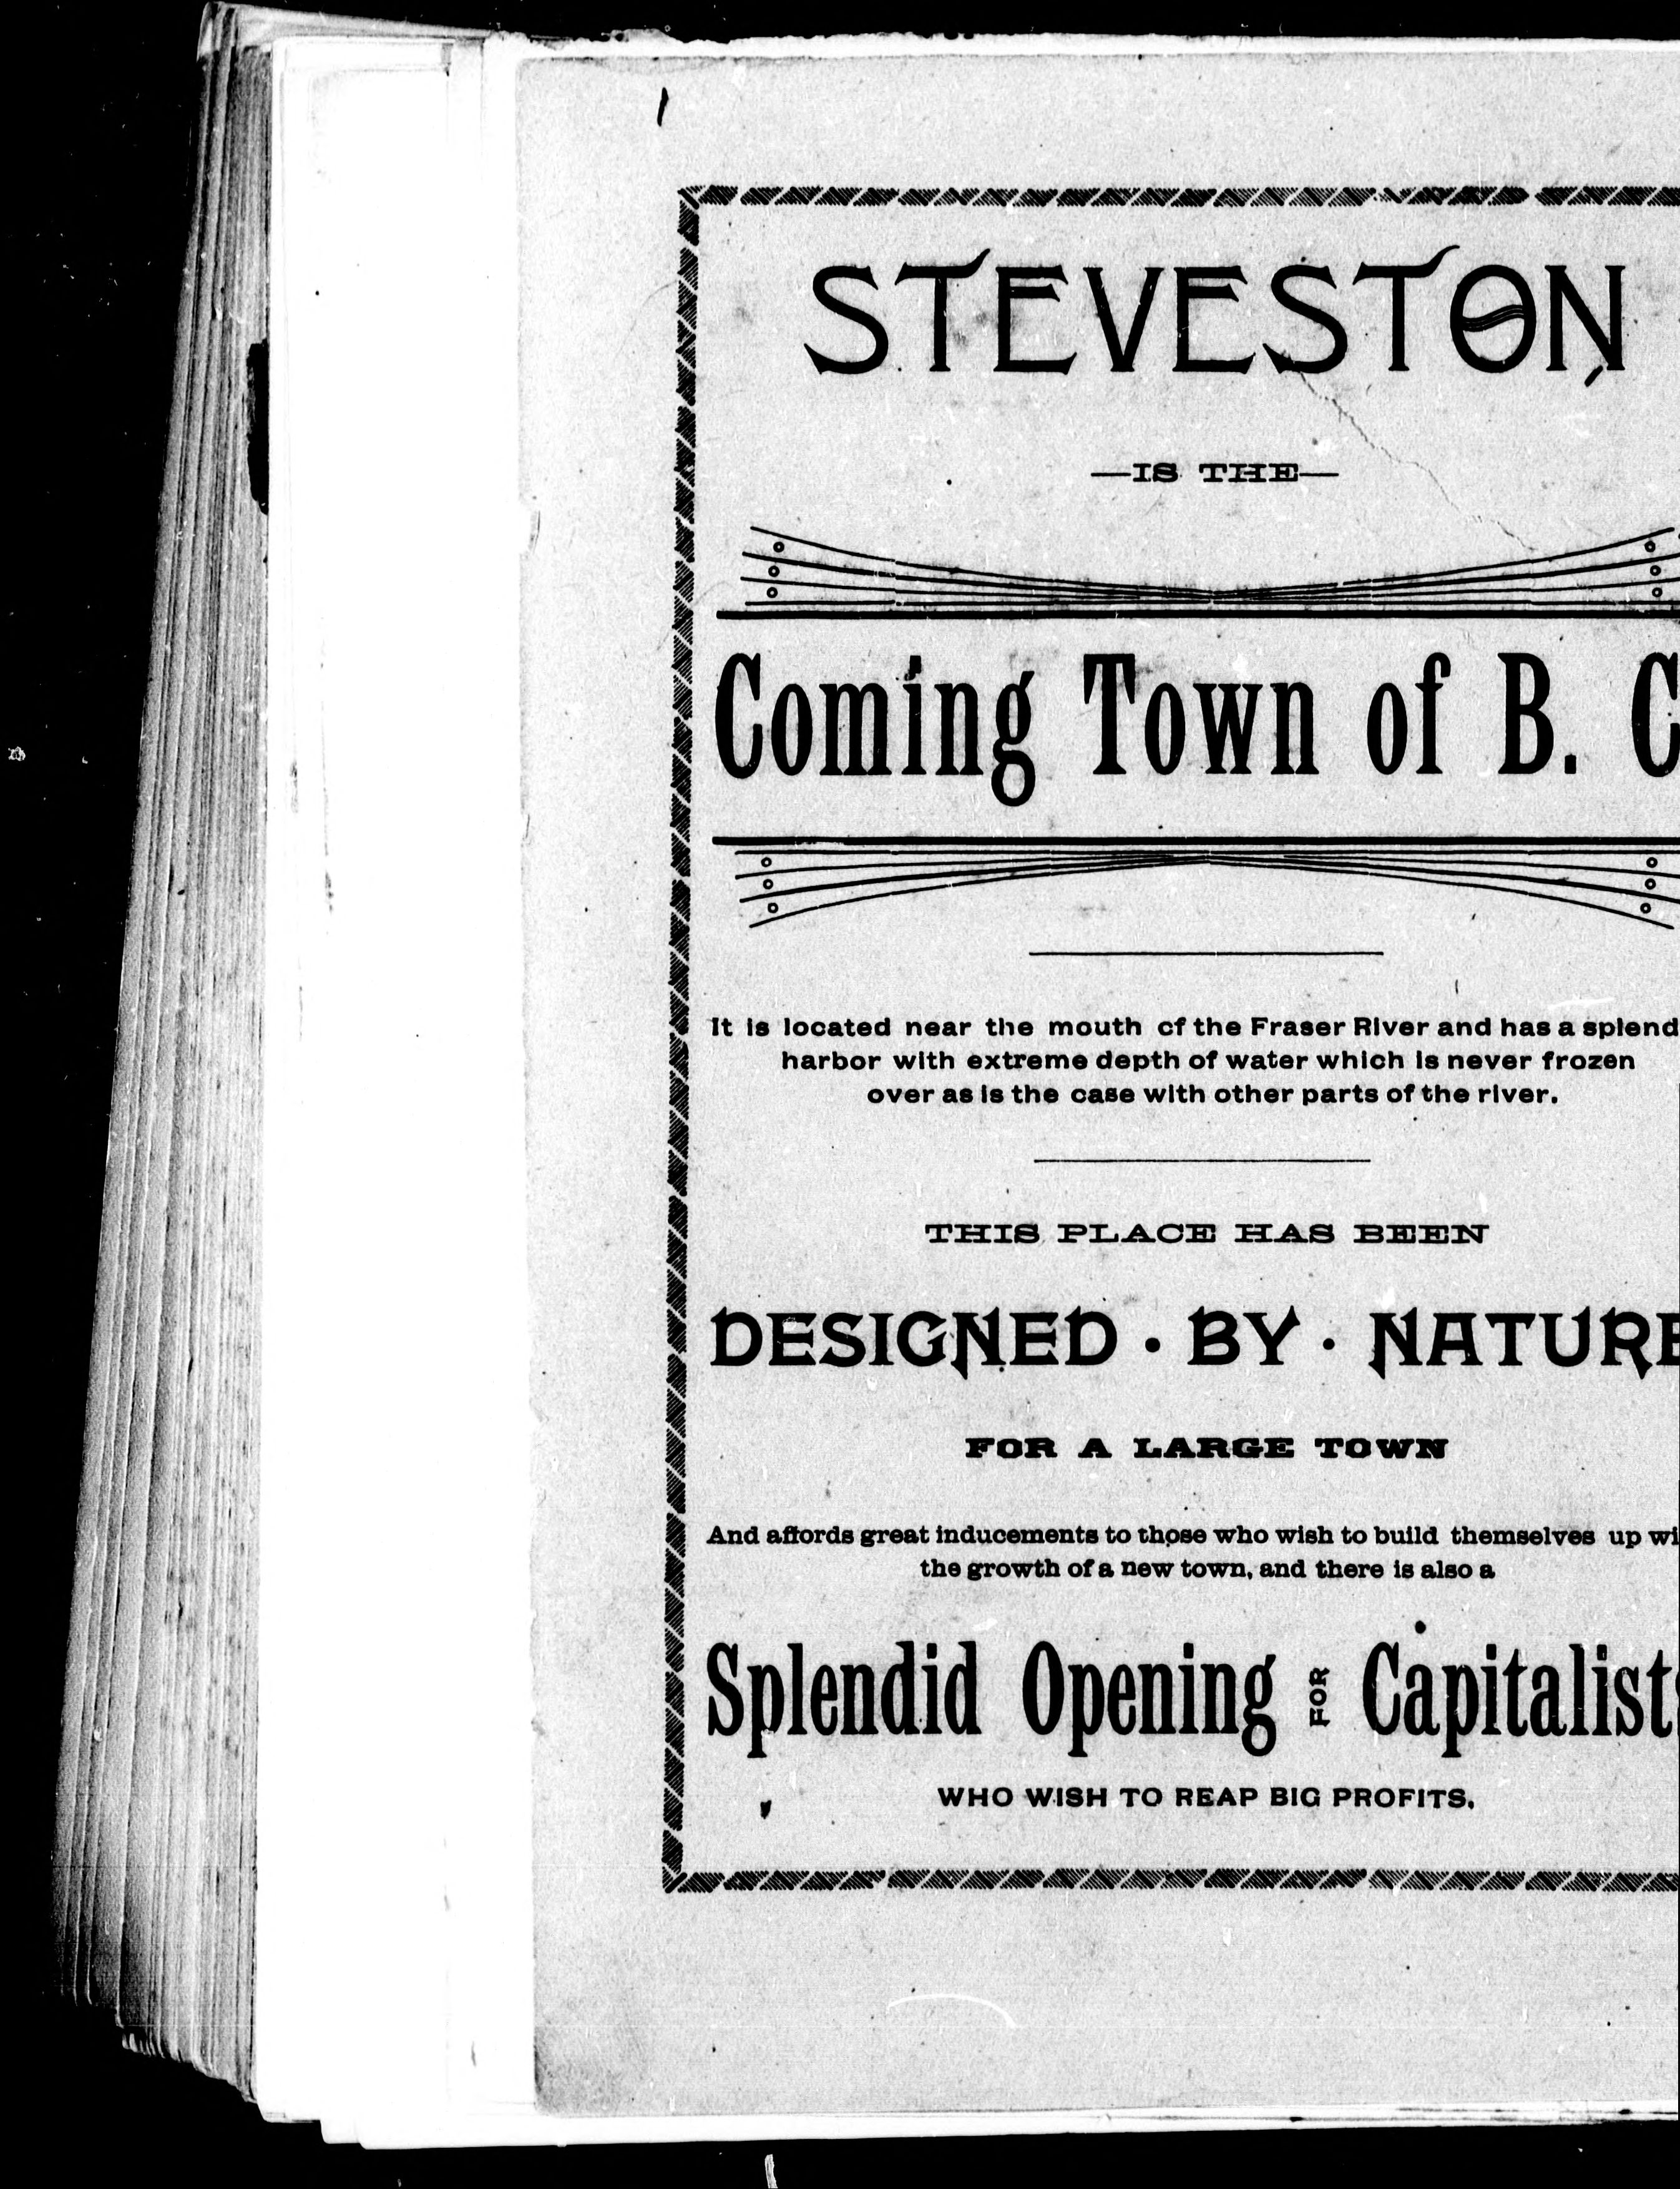 STEVESTON
—IS THE—
Coming Town of B. C
It is located near the mouth cf the Fraser River and has a splend
harbor with extreme depth of water which is never frozen
over as is the case with other parts of the river.
THIS PLACE HAS BEEN
DESIGNED · BY · NATURE
FOR A LARGE TOWN
And affords great inducements to those who wish to build themselves up wi
the growth of a new town, and there is also a
Splendid Opening FOR Capitalists
WHO WISH TO REAP BIG PROFITS.